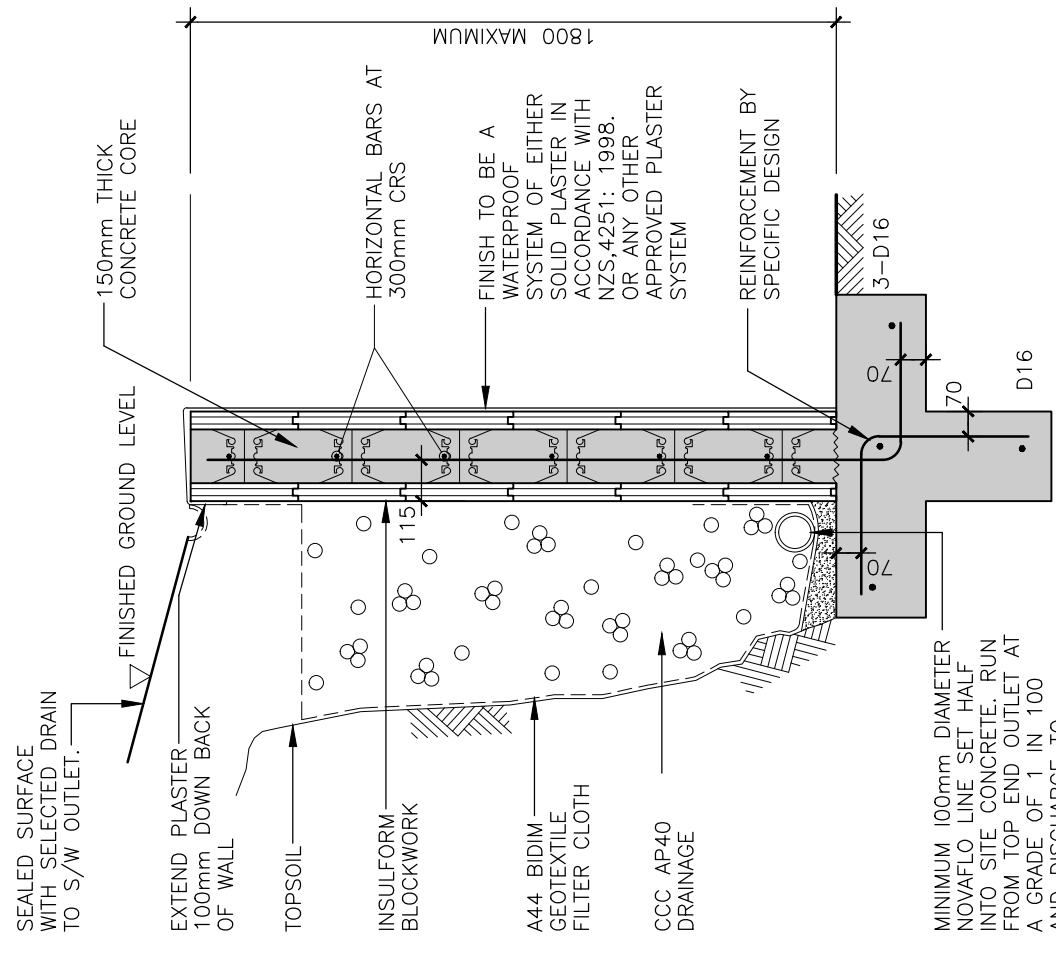 SEALED SURFACE
WITH SELECTED DRAIN
TO S/W OUTLET.
FINISHED GROUND LEVEL
EXTEND PLASTER
100mm DOWN BACK
OF WALL
TOPSOIL
INSULFORM
BLOCKWORK
A44 BIDIM
GEOTEXTILE
FILTER CLOTH
CCC AP40
DRAINAGE
MINIMUM 100mm DIAMETER
NOVAFLO LINE SET HALF
INTO SITE CONCRETE. RUN
FROM TOP END OUTLET AT
A GRADE OF 1 IN 100
AND DISCHARGE TO
150mm THICK
CONCRETE CORE
HORIZONTAL BARS AT
300mm CRS
FINISH TO BE A
WATERPROOF
SYSTEM OF EITHER
SOLID PLASTER IN
ACCORDANCE WITH
NZS,4251: 1998.
OR ANY OTHER
APPROVED PLASTER
SYSTEM
REINFORCEMENT BY
SPECIFIC DESIGN
3-D16
D16
1800 MAXIMUM
115
70
70
70